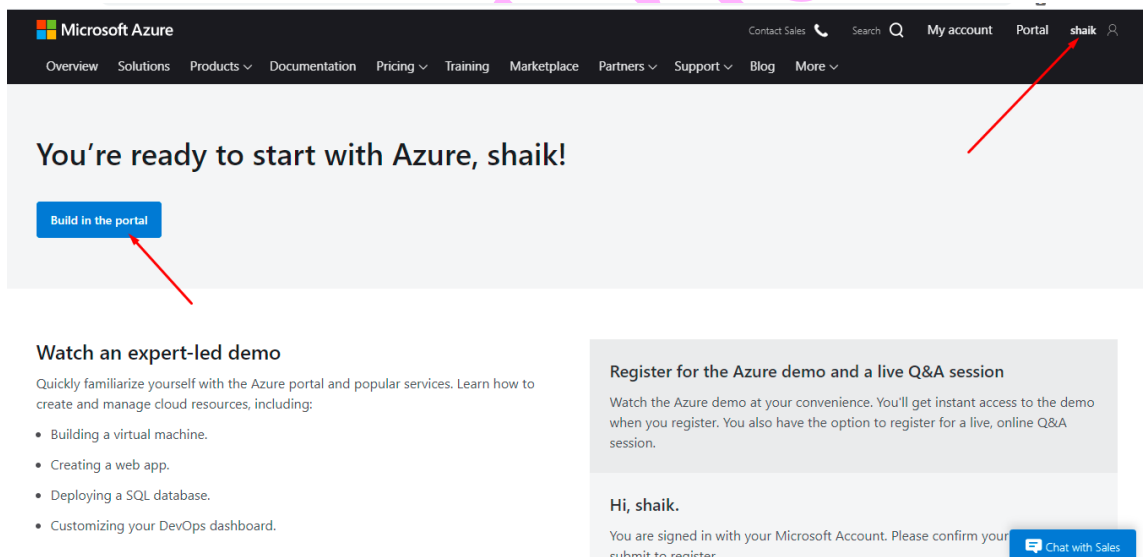 Microsoft Azure
Contact Sales
Search
My account
Portal
shaik
Overview
Solutions
Products
Documentation
Pricing
Training
Marketplace
Partners
Support
Blog
More
You're ready to start with Azure, shaik!
Build in the portal
Watch an expert-led demo
Quickly familiarize yourself with the Azure portal and popular services. Learn how to
create and manage cloud resources, including:
• Building a virtual machine.
• Creating a web app.
• Deploying a SQL database.
• Customizing your DevOps dashboard.
Register for the Azure demo and a live Q&A session
Watch the Azure demo at your convenience. You'll get instant access to the demo
when you register. You also have the option to register for a live, online Q&A
session.
Hi, shaik.
You are signed in with your Microsoft Account. Please confirm your
submit to register
Chat with Sales